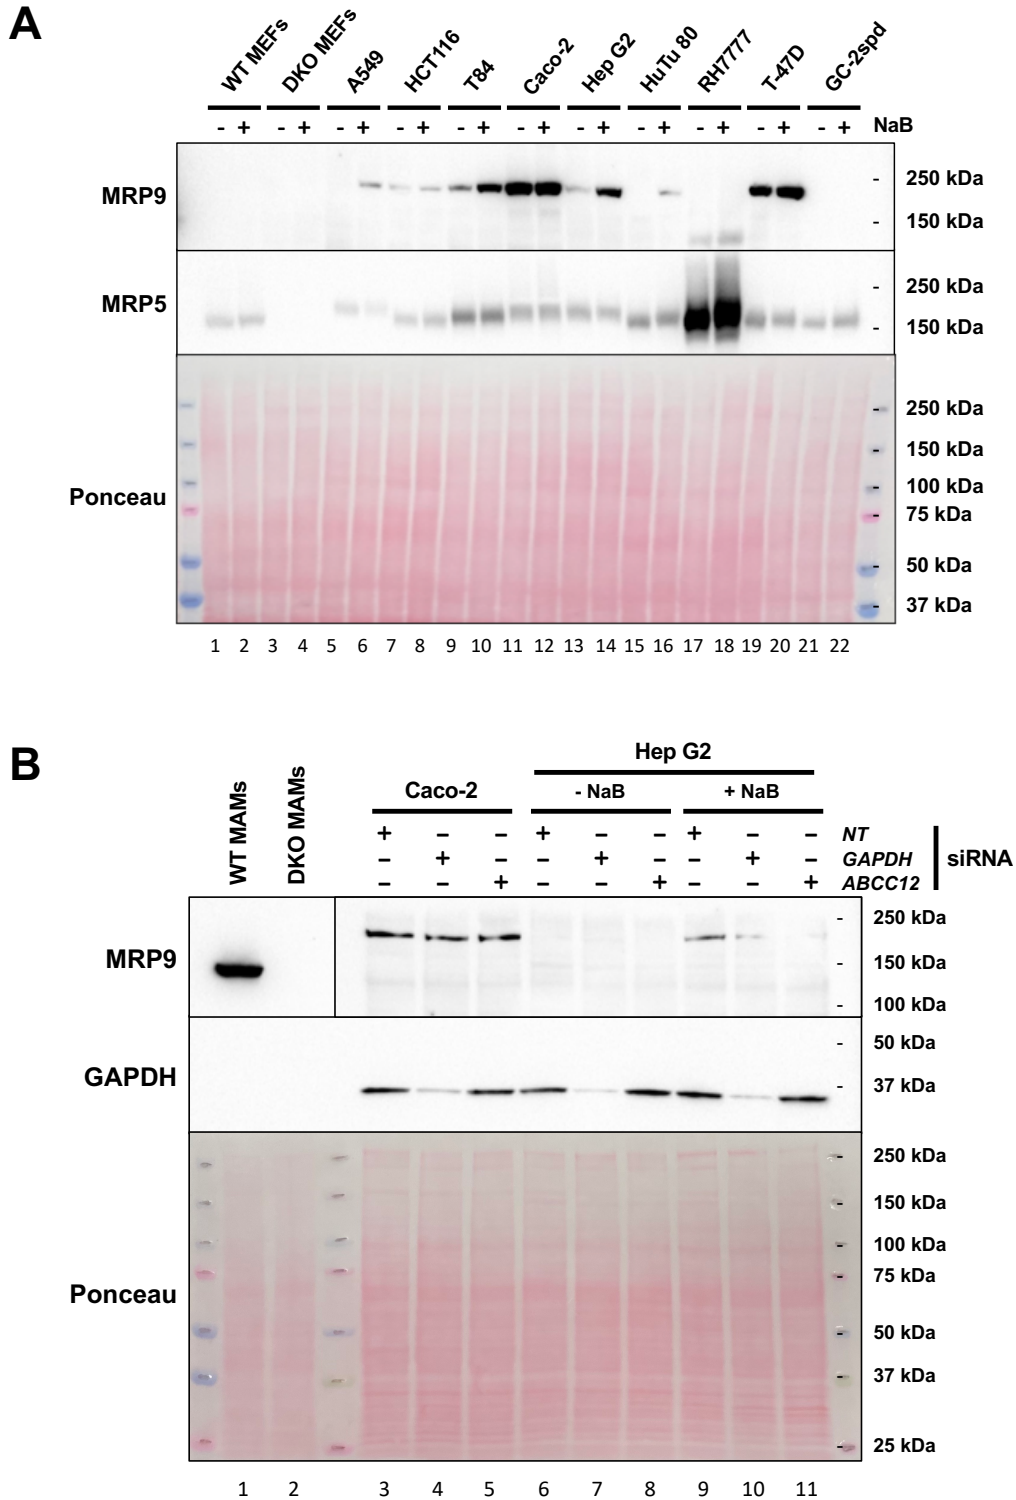 A
WT MEFs DKO MEFs A549 HCT116 T84 Caco-2 Hep G2 HuTu 80 RH7777 T-47D GC-2spd
- + - + - + - + - + - + - + - + - + - + - + NaB
MRP9
- 250 kDa
- 150 kDa
MRP5
- 250 kDa
- 150 kDa
Ponceau
- 250 kDa
- 150 kDa
- 100 kDa
- 75 kDa
- 50 kDa
- 37 kDa
1 2 3 4 5 6 7 8 9 10 11 12 13 14 15 16 17 18 19 20 21 22
B
WT MAMs DKO MAMs
Hep G2
Caco-2 - NaB + NaB
+ – – + – – + – – NT
– + – – + – – + – GAPDH
– – + – – + – – + ABCC12
siRNA
MRP9
- 250 kDa
- 150 kDa
- 100 kDa
GAPDH
- 50 kDa
- 37 kDa
Ponceau
- 250 kDa
- 150 kDa
- 100 kDa
- 75 kDa
- 50 kDa
- 37 kDa
- 25 kDa
1 2 3 4 5 6 7 8 9 10 11